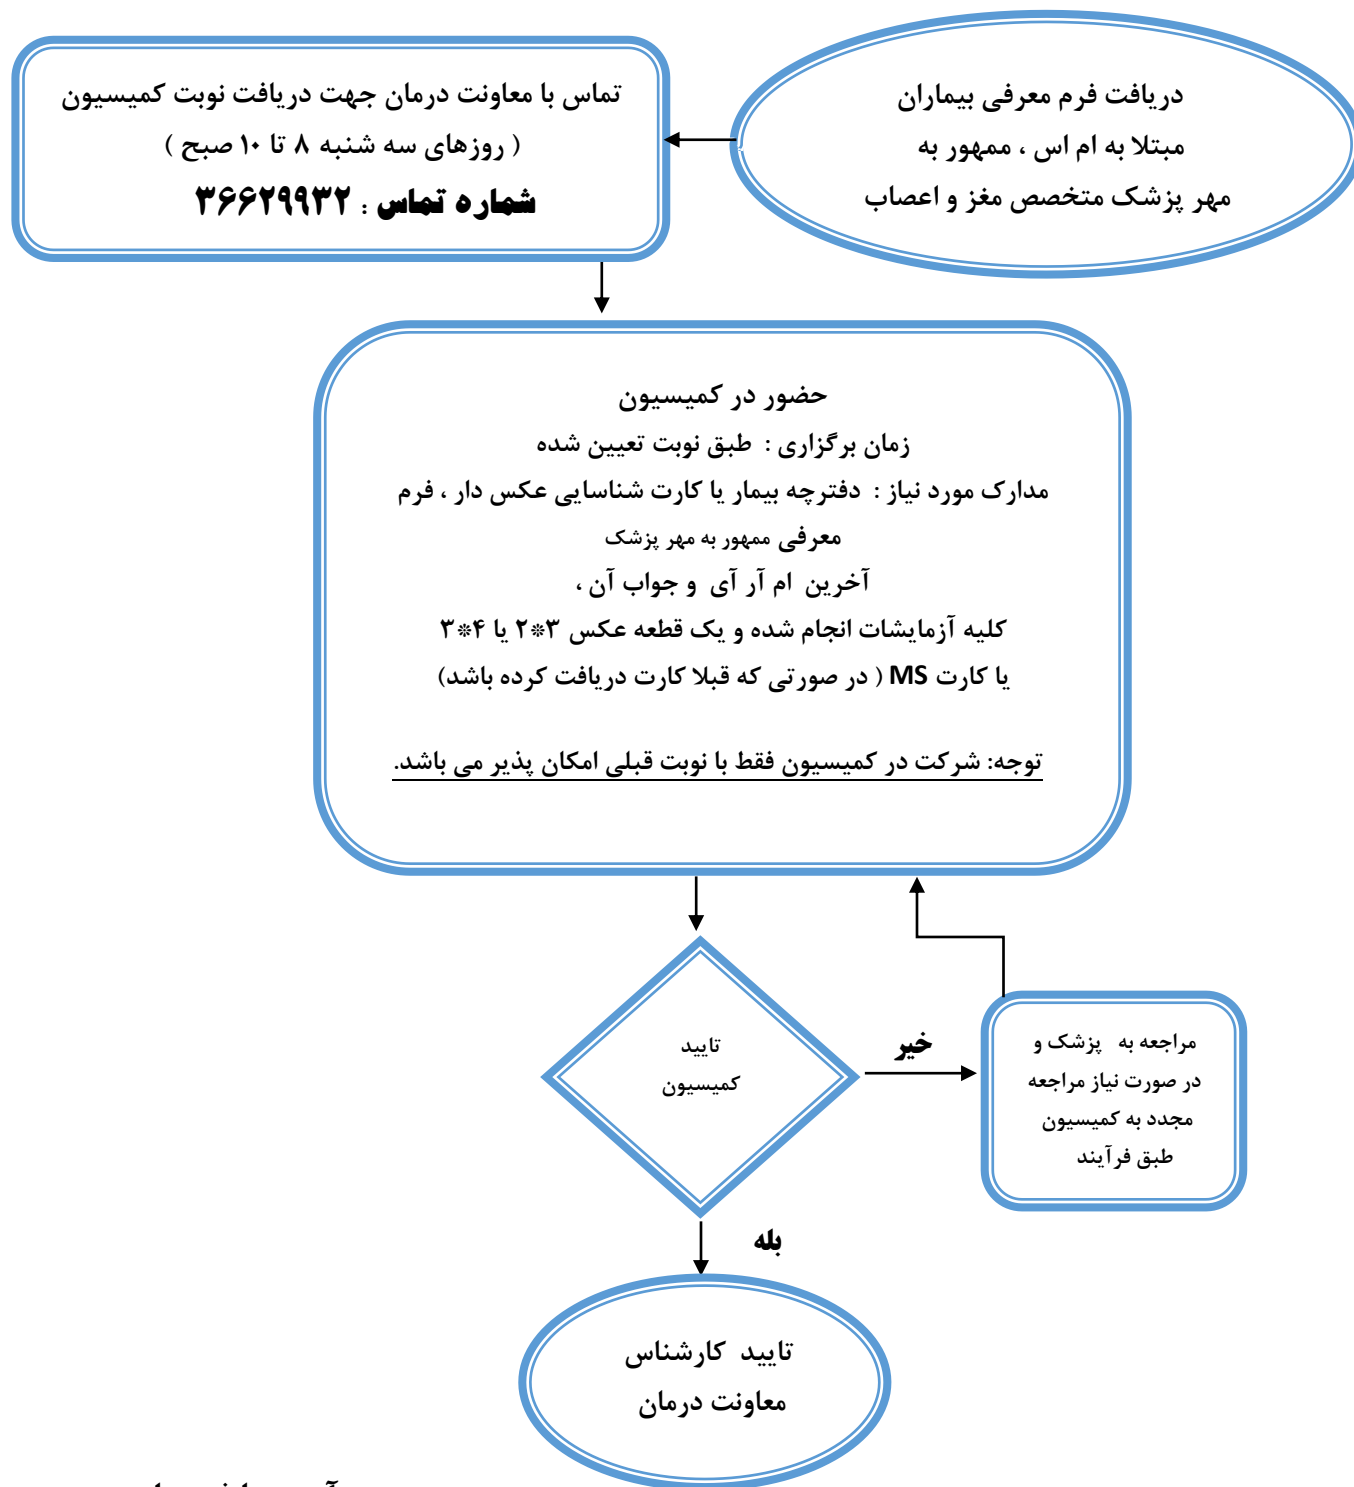 دریافت فرم معرفی بیماران
مبتلا به ام اس ، ممهور به
مهر پزشک متخصص مغز و اعصاب
تماس با معاونت درمان جهت دریافت نوبت کمیسیون
( روزهای سه شنبه ۸ تا ۱۰ صبح )
شماره تماس : ۳۶۶۲۹۹۳۲
حضور در کمیسیون
زمان برگزاری : طبق نوبت تعیین شده
مدارک مورد نیاز : دفترچه بیمار یا کارت شناسایی عکس دار ، فرم
معرفی ممهور به مهر پزشک
آخرین ام آر آی و جواب آن ،
کلیه آزمایشات انجام شده و یک قطعه عکس ۳*۲ یا ۴*۳
یا کارت MS ( در صورتی که قبلا کارت دریافت کرده باشد)
توجه: شرکت در کمیسیون فقط با نوبت قبلی امکان پذیر می باشد.
تایید
کمیسیون
خیر
مراجعه به پزشک و
در صورت نیاز مراجعه
مجدد به کمیسیون
طبق فرآیند
بله
تایید کارشناس
معاونت درمان